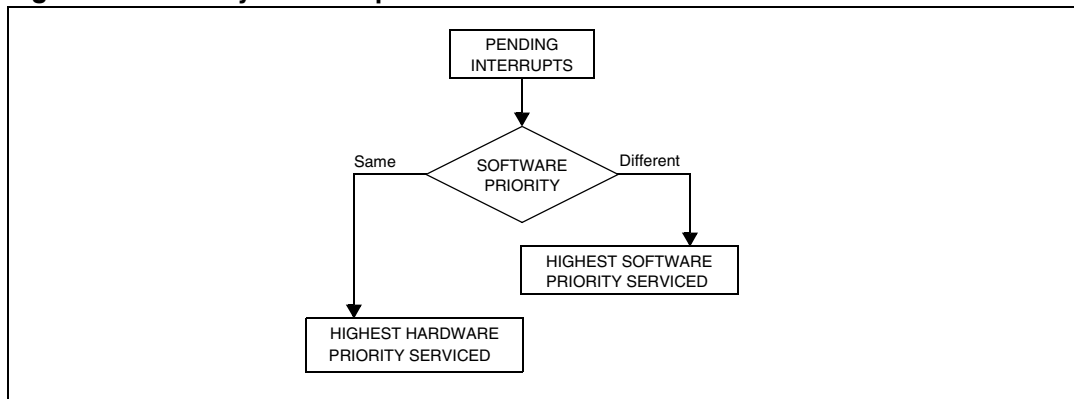 PENDING
INTERRUPTS
Same
SOFTWARE
PRIORITY
Different
HIGHEST SOFTWARE
PRIORITY SERVICED
HIGHEST HARDWARE
PRIORITY SERVICED